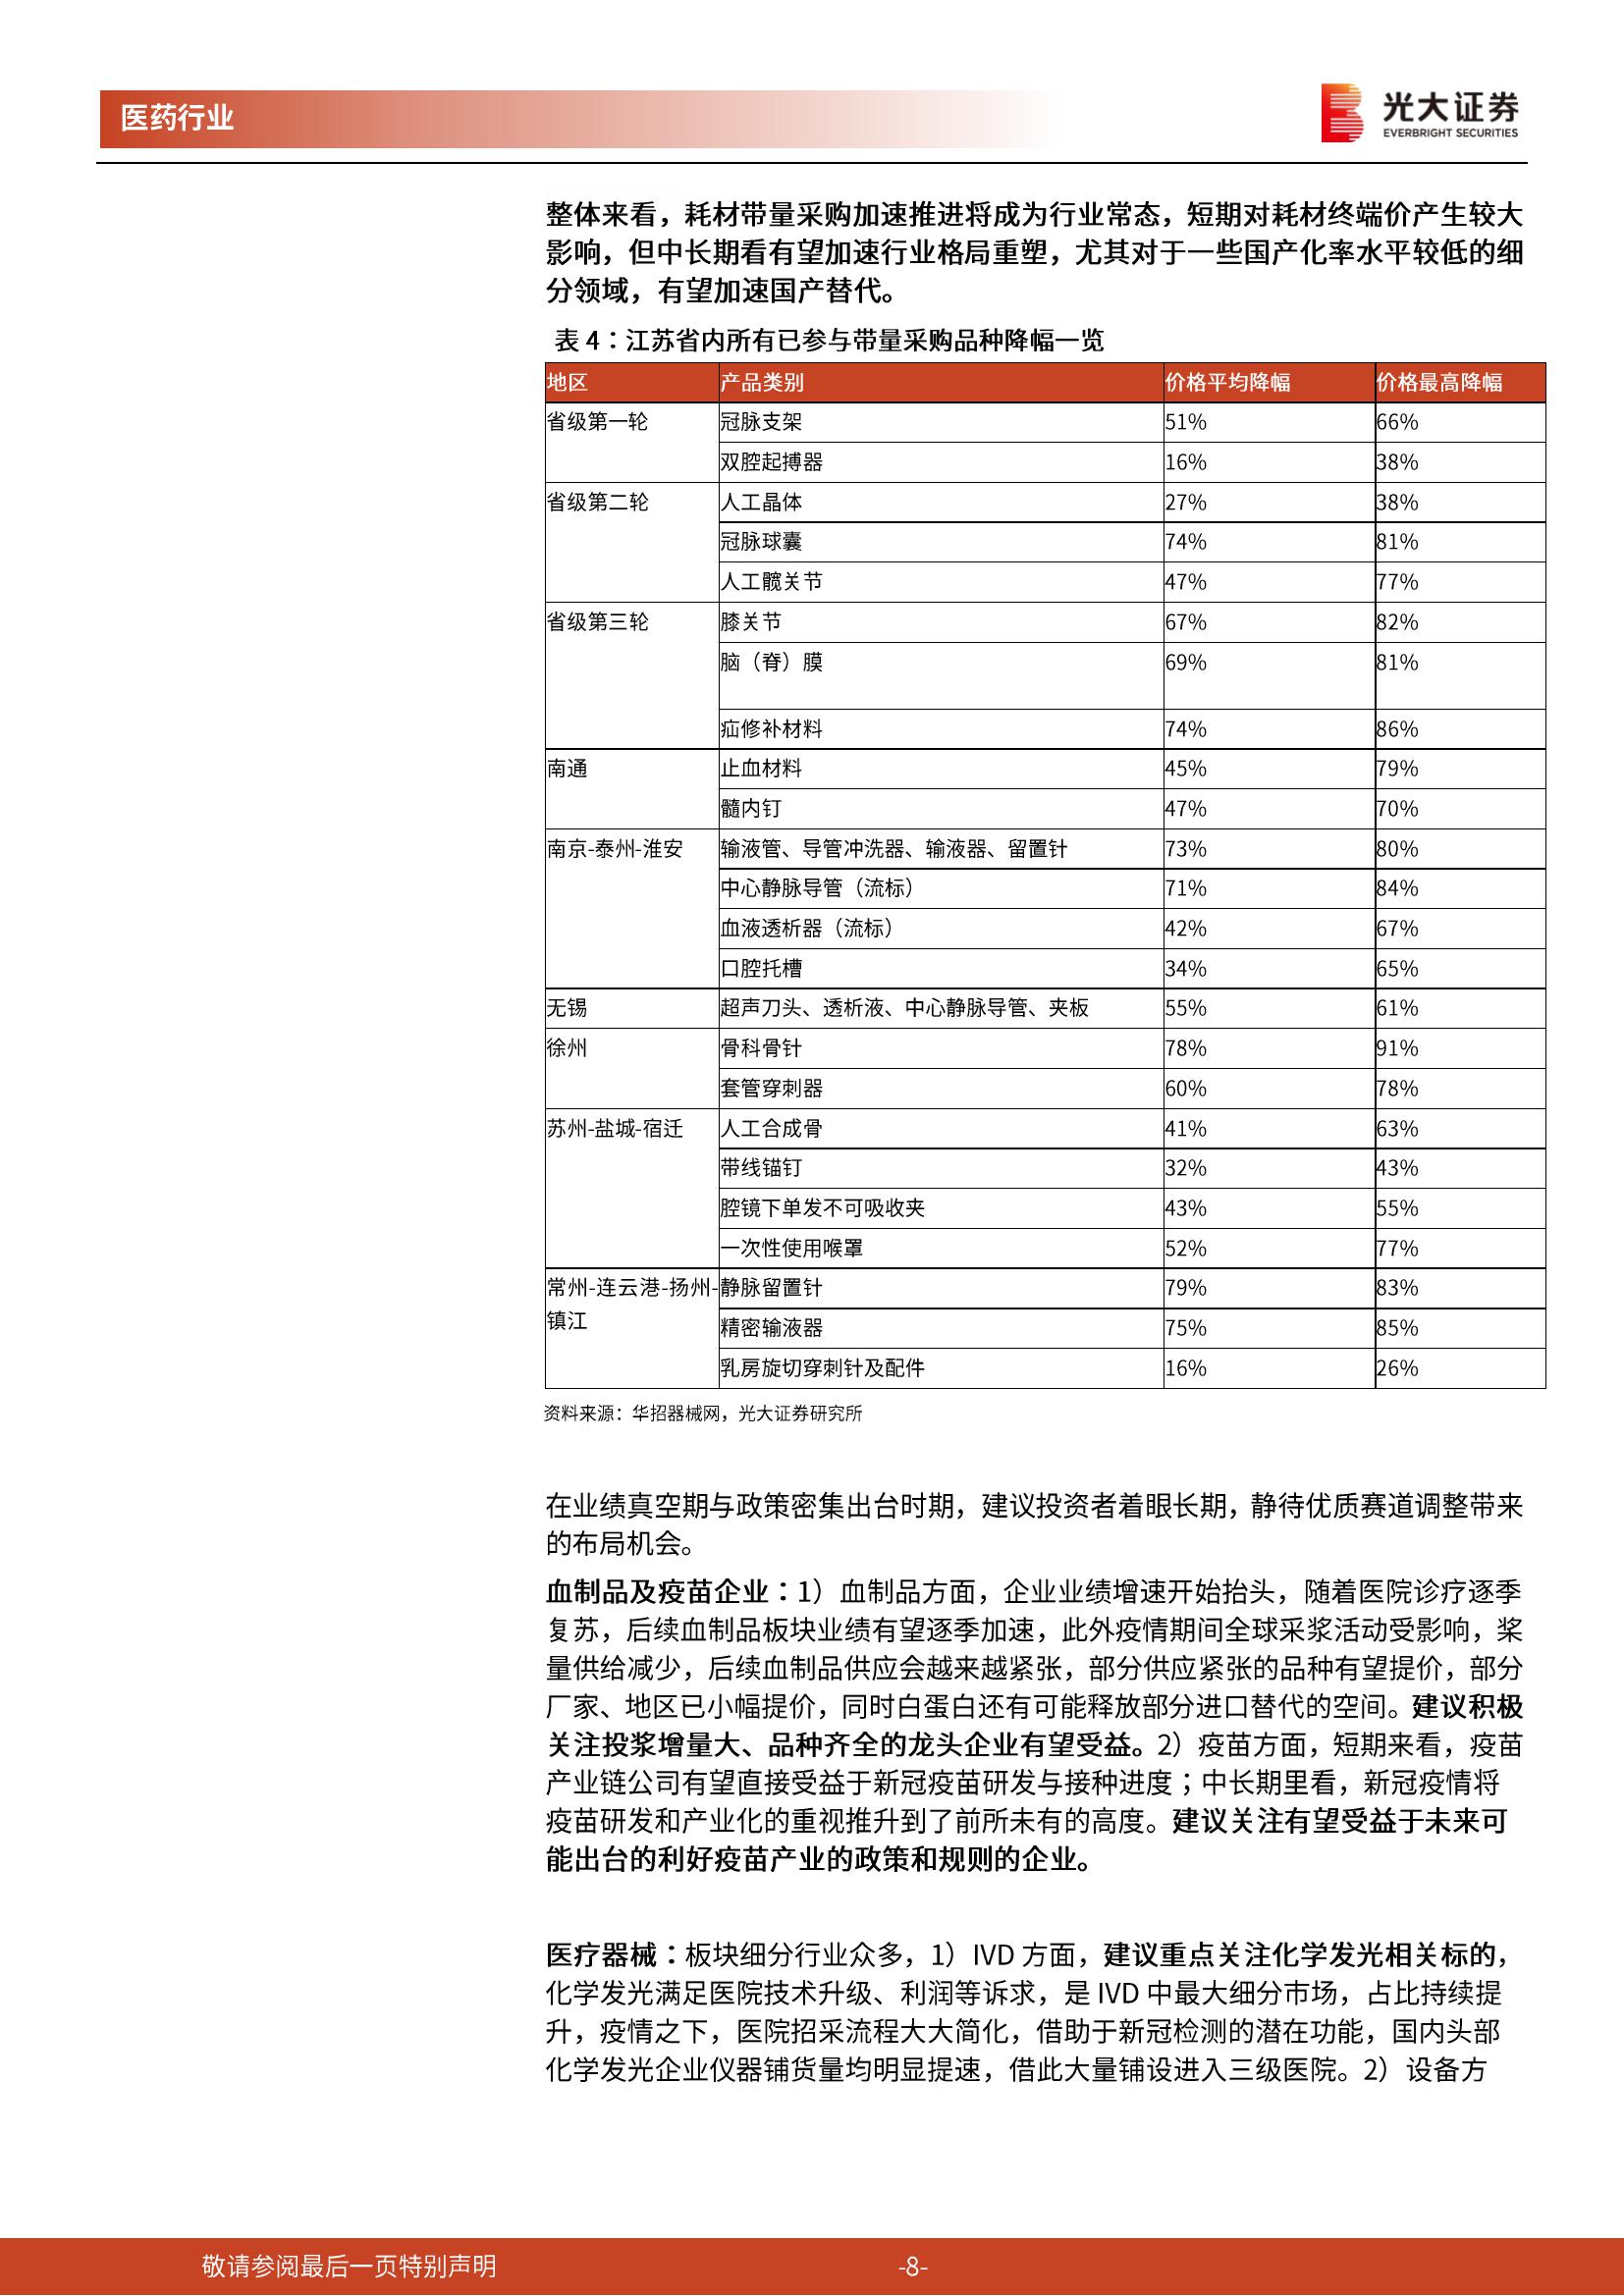 医药行业
光大证券
EVERBRIGHT SECURITIES
整体来看，耗材带量采购加速推进将成为行业常态，短期对耗材终端价产生较大
影响，但中长期看有望加速行业格局重塑，尤其对于一些国产化率水平较低的细
分领域，有望加速国产替代。
表 4：江苏省内所有已参与带量采购品种降幅一览
地区 产品类别 价格平均降幅 价格最高降幅
省级第一轮 冠脉支架 51% 66%
双腔起搏器 16% 38%
省级第二轮 人工晶体 27% 38%
冠脉球囊 74% 81%
人工髋关节 47% 77%
省级第三轮 膝关节 67% 82%
脑（脊）膜 69% 81%
疝修补材料 74% 86%
南通 止血材料 45% 79%
髓内钉 47% 70%
南京-泰州-淮安 输液管、导管冲洗器、输液器、留置针 73% 80%
中心静脉导管（流标） 71% 84%
血液透析器（流标） 42% 67%
口腔托槽 34% 65%
无锡 超声刀头、透析液、中心静脉导管、夹板 55% 61%
徐州 骨科骨针 78% 91%
套管穿刺器 60% 78%
苏州-盐城-宿迁 人工合成骨 41% 63%
带线锚钉 32% 43%
腔镜下单发不可吸收夹 43% 55%
一次性使用喉罩 52% 77%
常州-连云港-扬州- 静脉留置针 79% 83%
镇江
精密输液器 75% 85%
乳房旋切穿刺针及配件 16% 26%
资料来源：华招器械网，光大证券研究所
在业绩真空期与政策密集出台时期，建议投资者着眼长期，静待优质赛道调整带来
的布局机会。
血制品及疫苗企业：1）血制品方面，企业业绩增速开始抬头，随着医院诊疗逐季
复苏，后续血制品板块业绩有望逐季加速，此外疫情期间全球采浆活动受影响，浆
量供给减少，后续血制品供应会越来越紧张，部分供应紧张的品种有望提价，部分
厂家、地区已小幅提价，同时白蛋白还有可能释放部分进口替代的空间。建议积极
关注投浆增量大、品种齐全的龙头企业有望受益。2）疫苗方面，短期来看，疫苗
产业链公司有望直接受益于新冠疫苗研发与接种进度；中长期里看，新冠疫情将
疫苗研发和产业化的重视推升到了前所未有的高度。建议关注有望受益于未来可
能出台的利好疫苗产业的政策和规则的企业。
医疗器械：板块细分行业众多，1）IVD 方面，建议重点关注化学发光相关标的，
化学发光满足医院技术升级、利润等诉求，是 IVD 中最大细分市场，占比持续提
升，疫情之下，医院招采流程大大简化，借助于新冠检测的潜在功能，国内头部
化学发光企业仪器铺货量均明显提速，借此大量铺设进入三级医院。2）设备方
敬请参阅最后一页特别声明 -8-